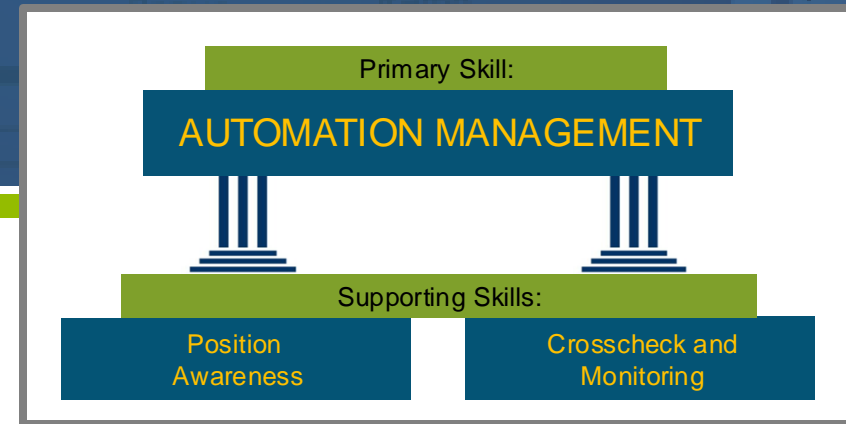 Primary Skill:
AUTOMATION MANAGEMENT
Supporting Skills:
Position
Awareness
Crosscheck and
Monitoring